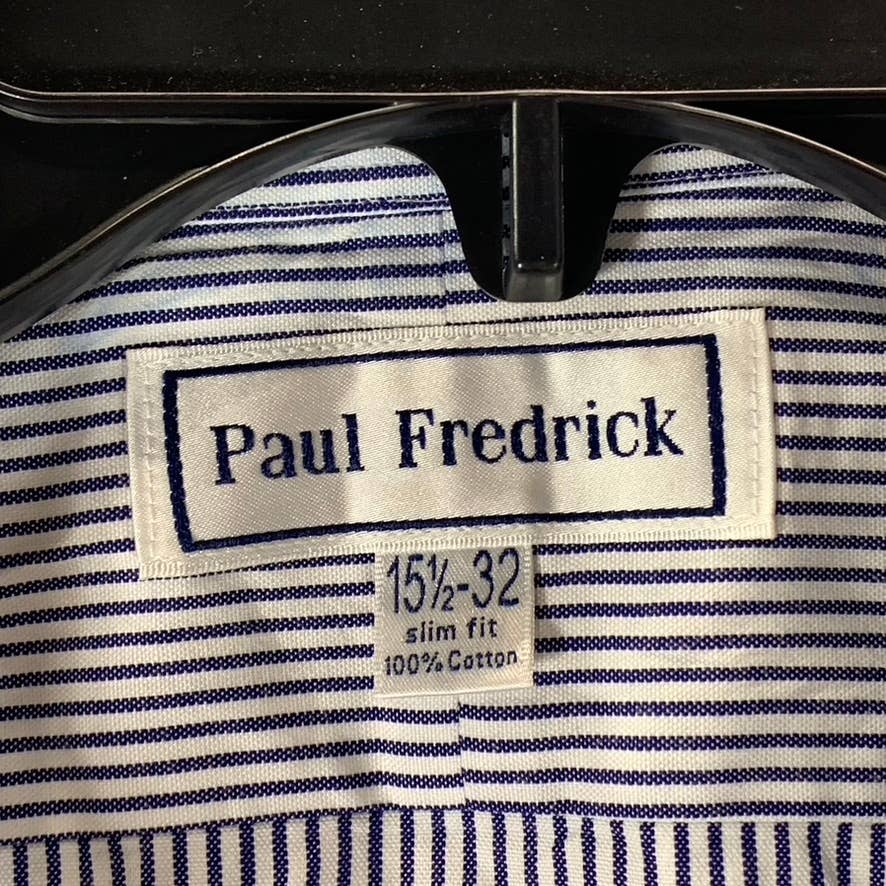 Paul Fredrick
15½-32
slim fit
100% Cotton